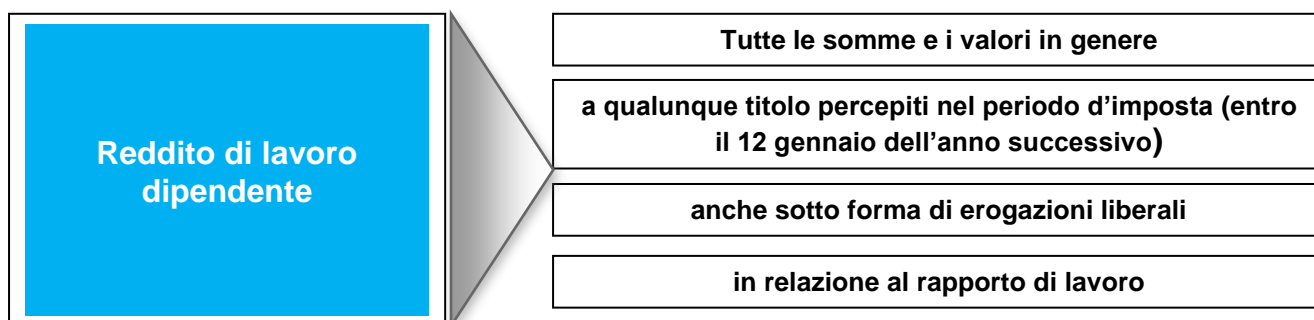 Reddito di lavoro
dipendente
Tutte le somme e i valori in genere
a qualunque titolo percepiti nel periodo d’imposta (entro
il 12 gennaio dell’anno successivo)
anche sotto forma di erogazioni liberali
in relazione al rapporto di lavoro